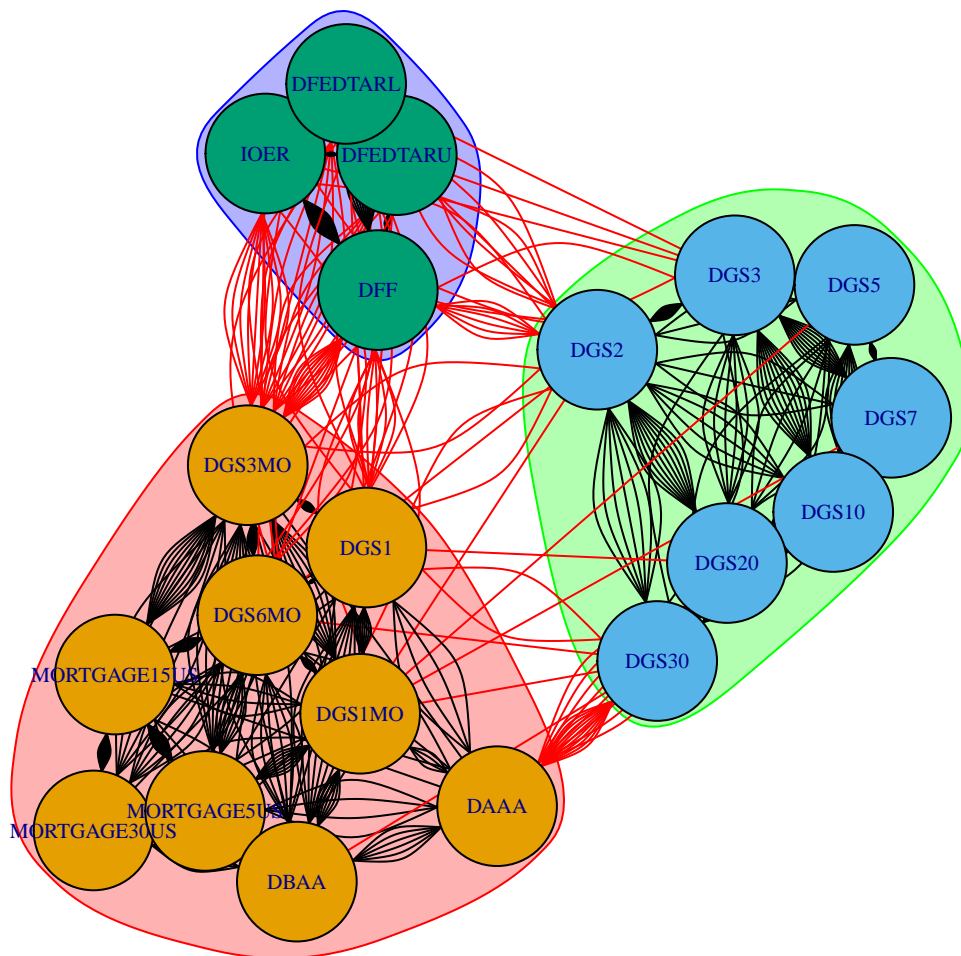 DFEDTARL
IOER
DFEDTARU
DFF
DGS3
DGS5
DGS2
DGS7
DGS3MO
DGS10
DGS1
DGS20
DGS6MO
DGS30
MORTGAGE15US
DGS1MO
DAAA
MORTGAGE5US
MORTGAGE30US
DBAA